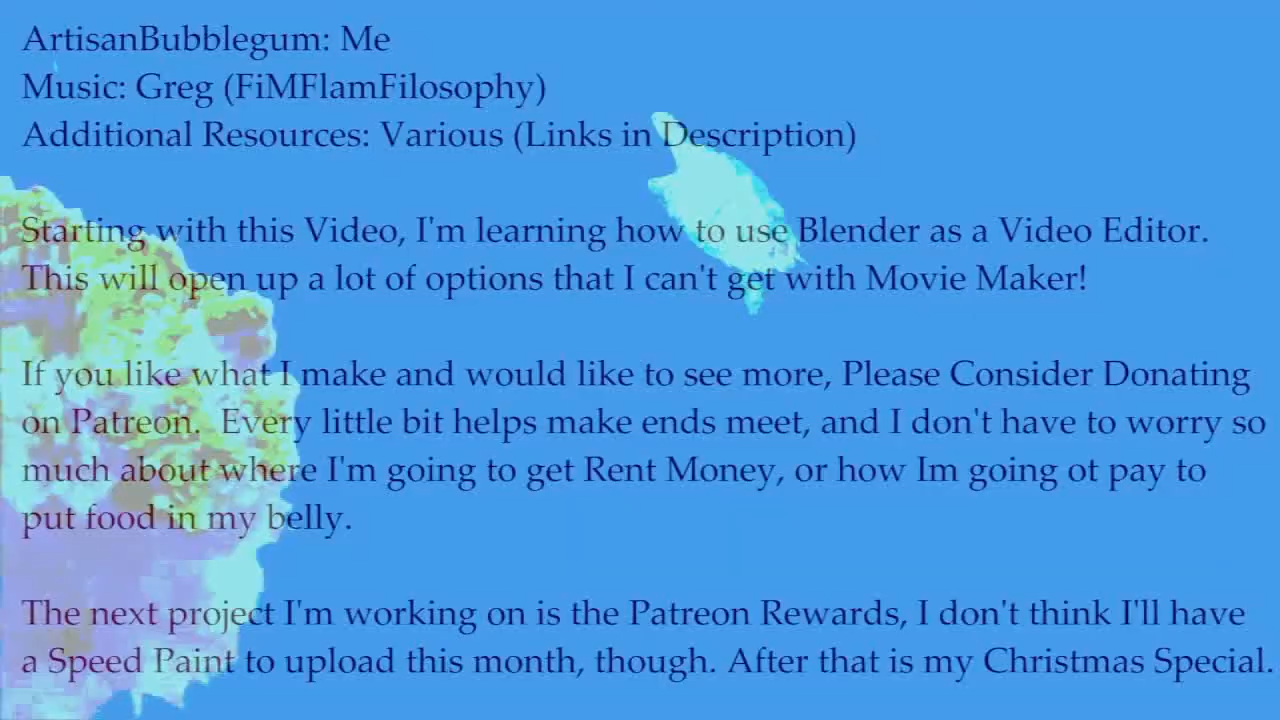 ArtisanBubblegum: Me
Music: Greg (FiMFlamFilosophy)
Additional Resources: Various (Links in Description)
Starting with this Video, I'm learning how to use Blender as a Video Editor.
This will open up a lot of options that I can't get with Movie Maker!
If you like what I make and would like to see more, Please Consider Donating
on Patreon.  Every little bit helps make ends meet, and I don't have to worry so
much about where I'm going to get Rent Money, or how Im going ot pay to
put food in my belly.
The next project I'm working on is the Patreon Rewards, I don't think I'll have
a Speed Paint to upload this month, though. After that is my Christmas Special.